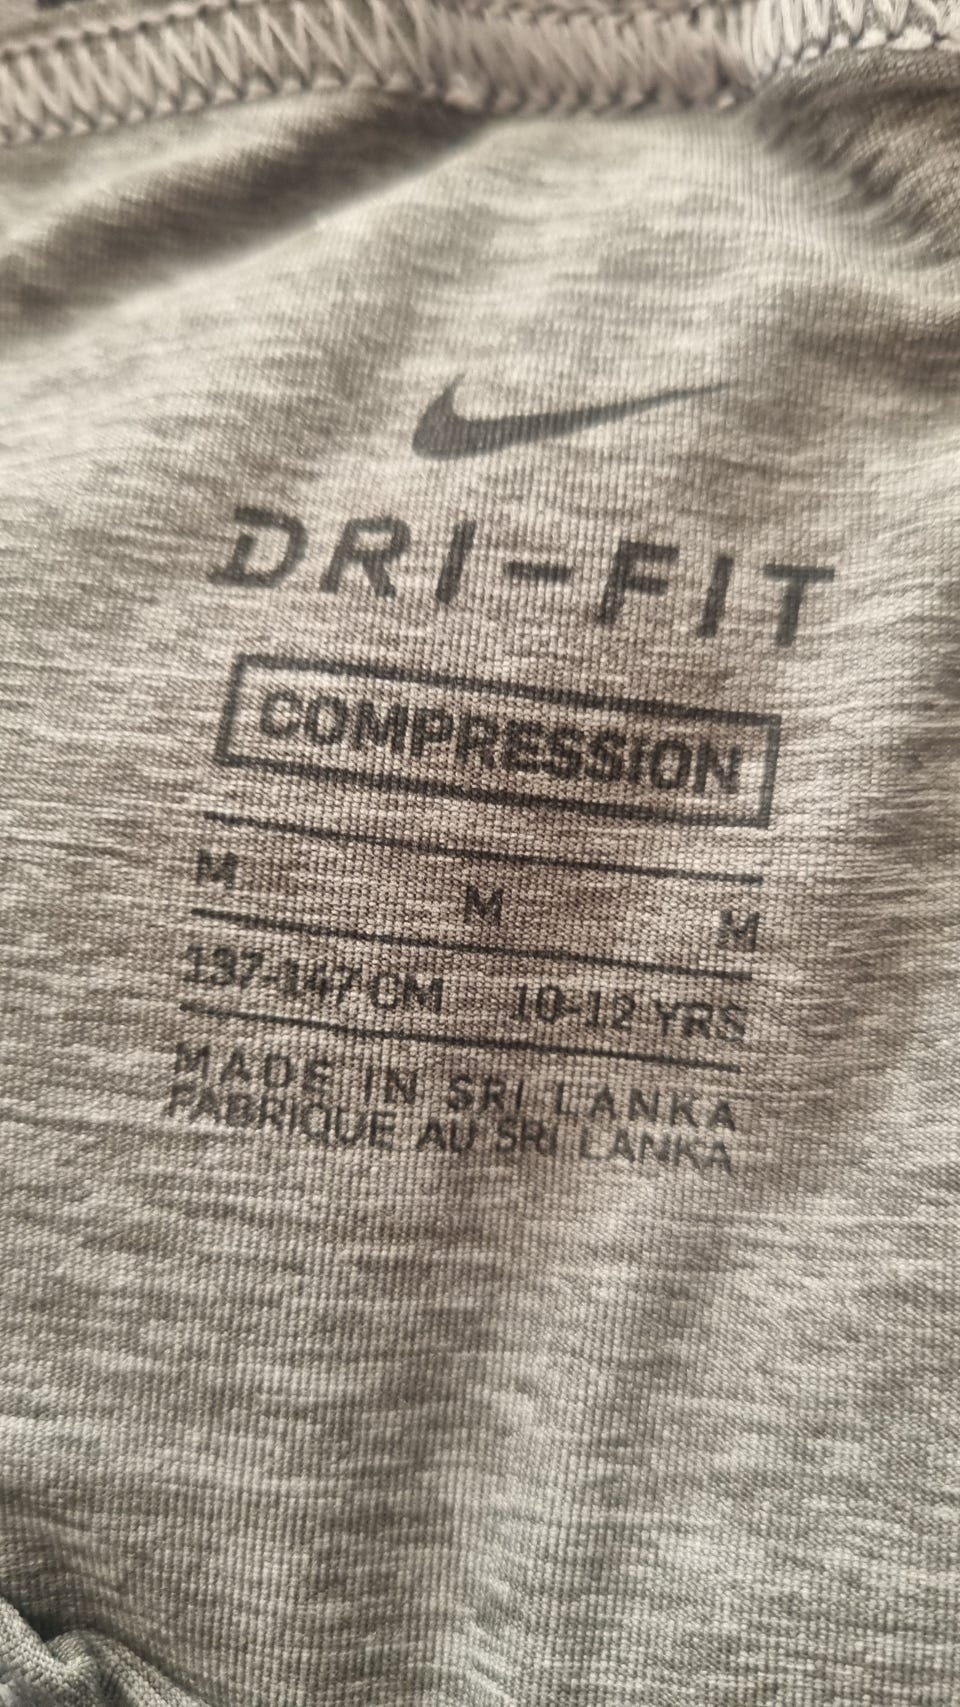 DRI-FIT
COMPRESSION
M M M
137-147 CM 10-12 YRS
MADE IN SRI LANKA
FABRIQUE AU SRI LANKA